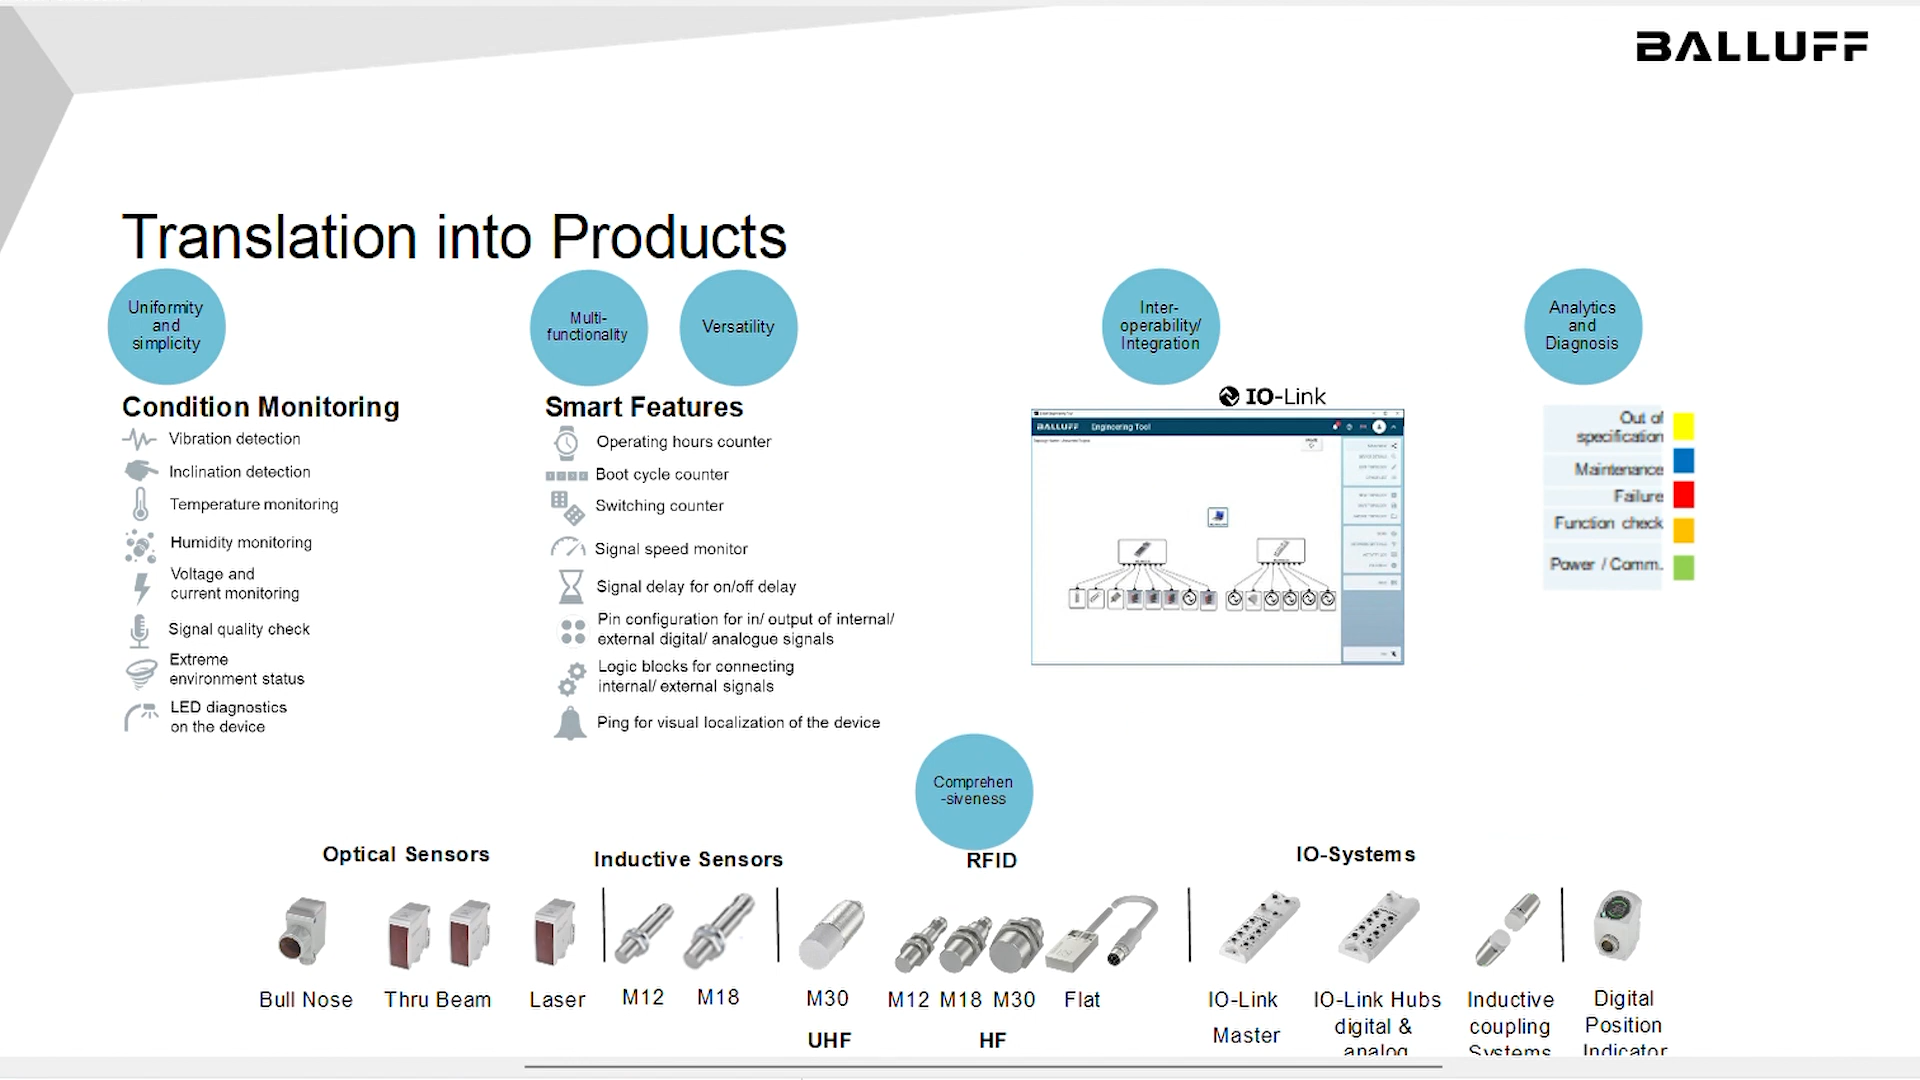 BALLUFF
Translation into Products
Uniformity
and
simplicity
Multi-
functionality
Versatility
Inter-
operability/
Integration
Analytics
and
Diagnosis
Condition Monitoring
Vibration detection
Inclination detection
Temperature monitoring
Humidity monitoring
Voltage and
current monitoring
Signal quality check
Extreme
environment status
LED diagnostics
on the device
Smart Features
Operating hours counter
Boot cycle counter
Switching counter
Signal speed monitor
Signal delay for on/off delay
Pin configuration for in/ output of internal/
external digital/ analogue signals
Logic blocks for connecting
internal/ external signals
Ping for visual localization of the device
IO-Link
BALLUFF Engineering Tool
Out of
specification
Maintenance
Failure
Function check
Power / Comm.
Comprehen
-siveness
Optical Sensors
Inductive Sensors
RFID
IO-Systems
Bull Nose
Thru Beam
Laser
M12
M18
M30
UHF
M12 M18 M30
Flat
HF
IO-Link
Master
IO-Link Hubs
digital &
analog
Inductive
coupling
Systems
Digital
Position
Indicator